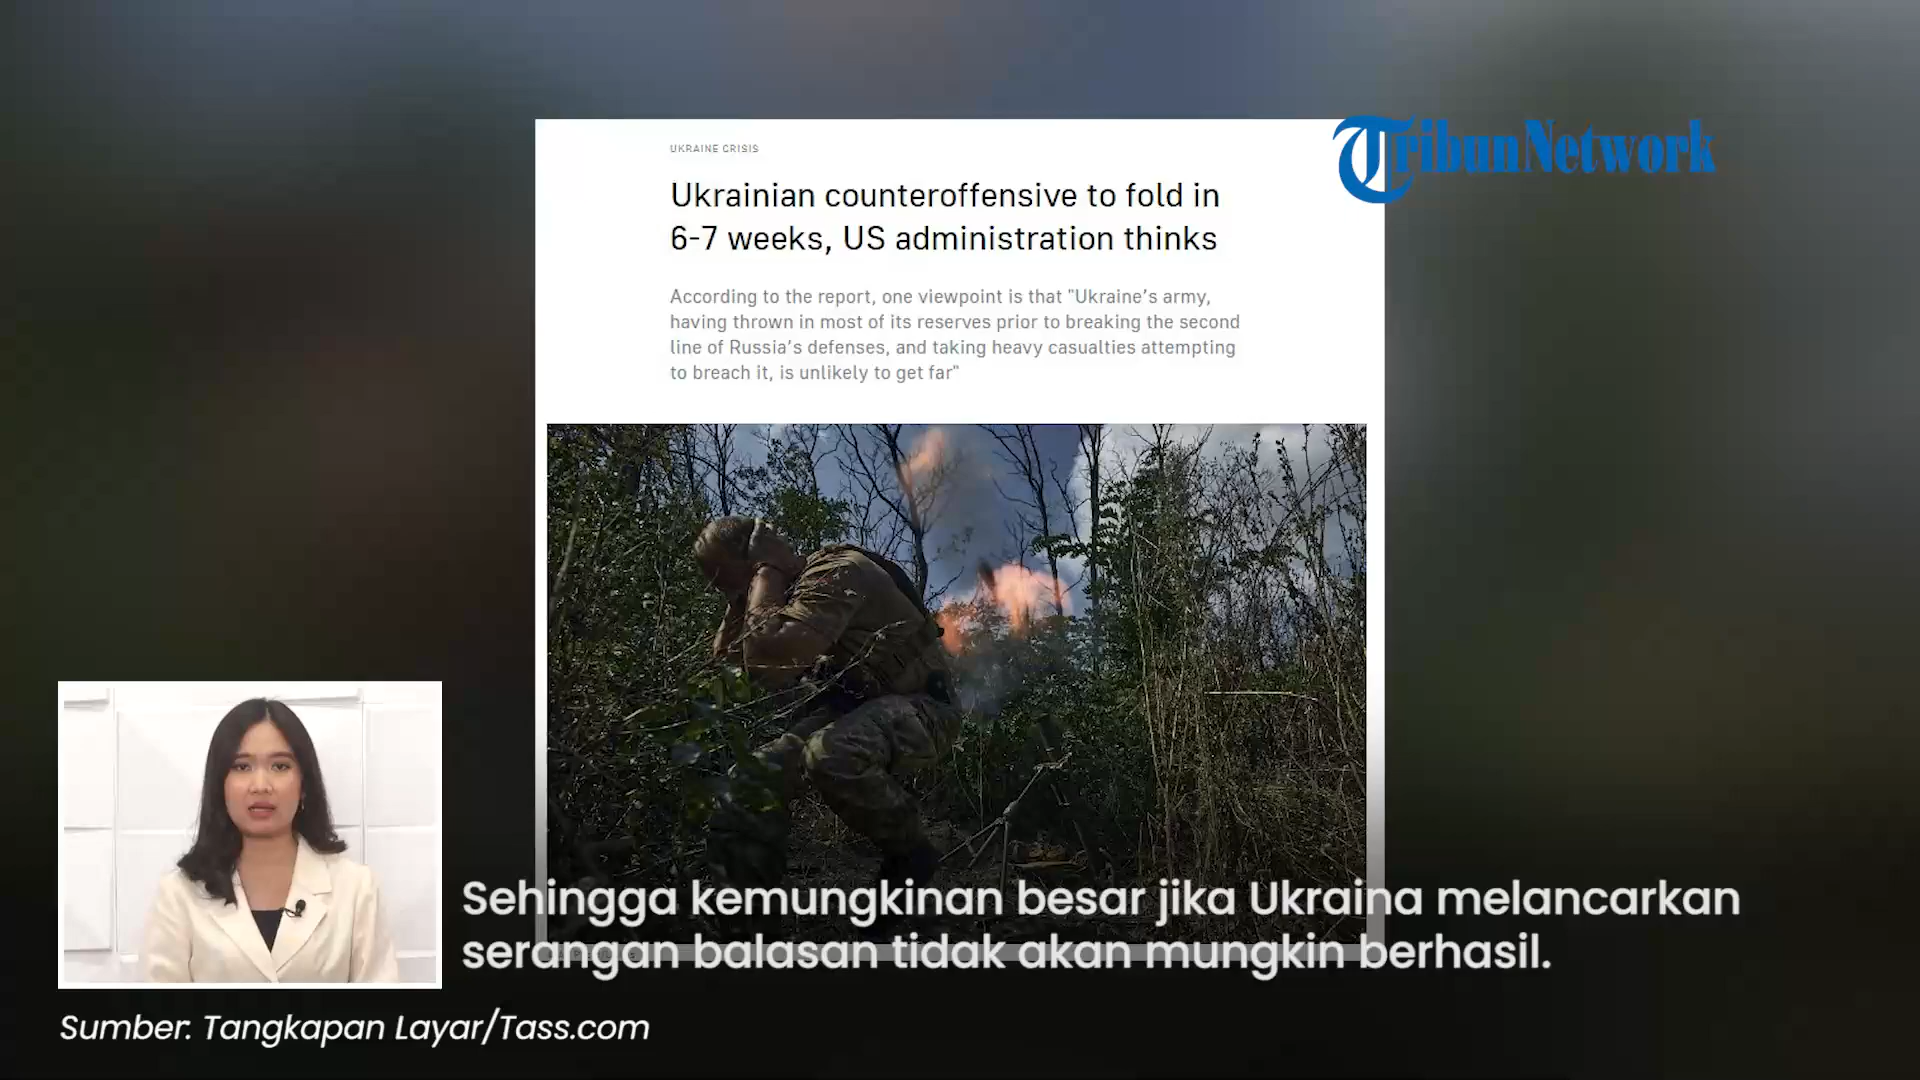 TribunNetwork
UKRAINE CRISIS
Ukrainian counteroffensive to fold in
6-7 weeks, US administration thinks
According to the report, one viewpoint is that "Ukraine’s army,
having thrown in most of its reserves prior to breaking the second
line of Russia’s defenses, and taking heavy casualties attempting
to breach it, is unlikely to get far"
Sehingga kemungkinan besar jika Ukraina melancarkan
serangan balasan tidak akan mungkin berhasil.
Sumber: Tangkapan Layar/Tass.com